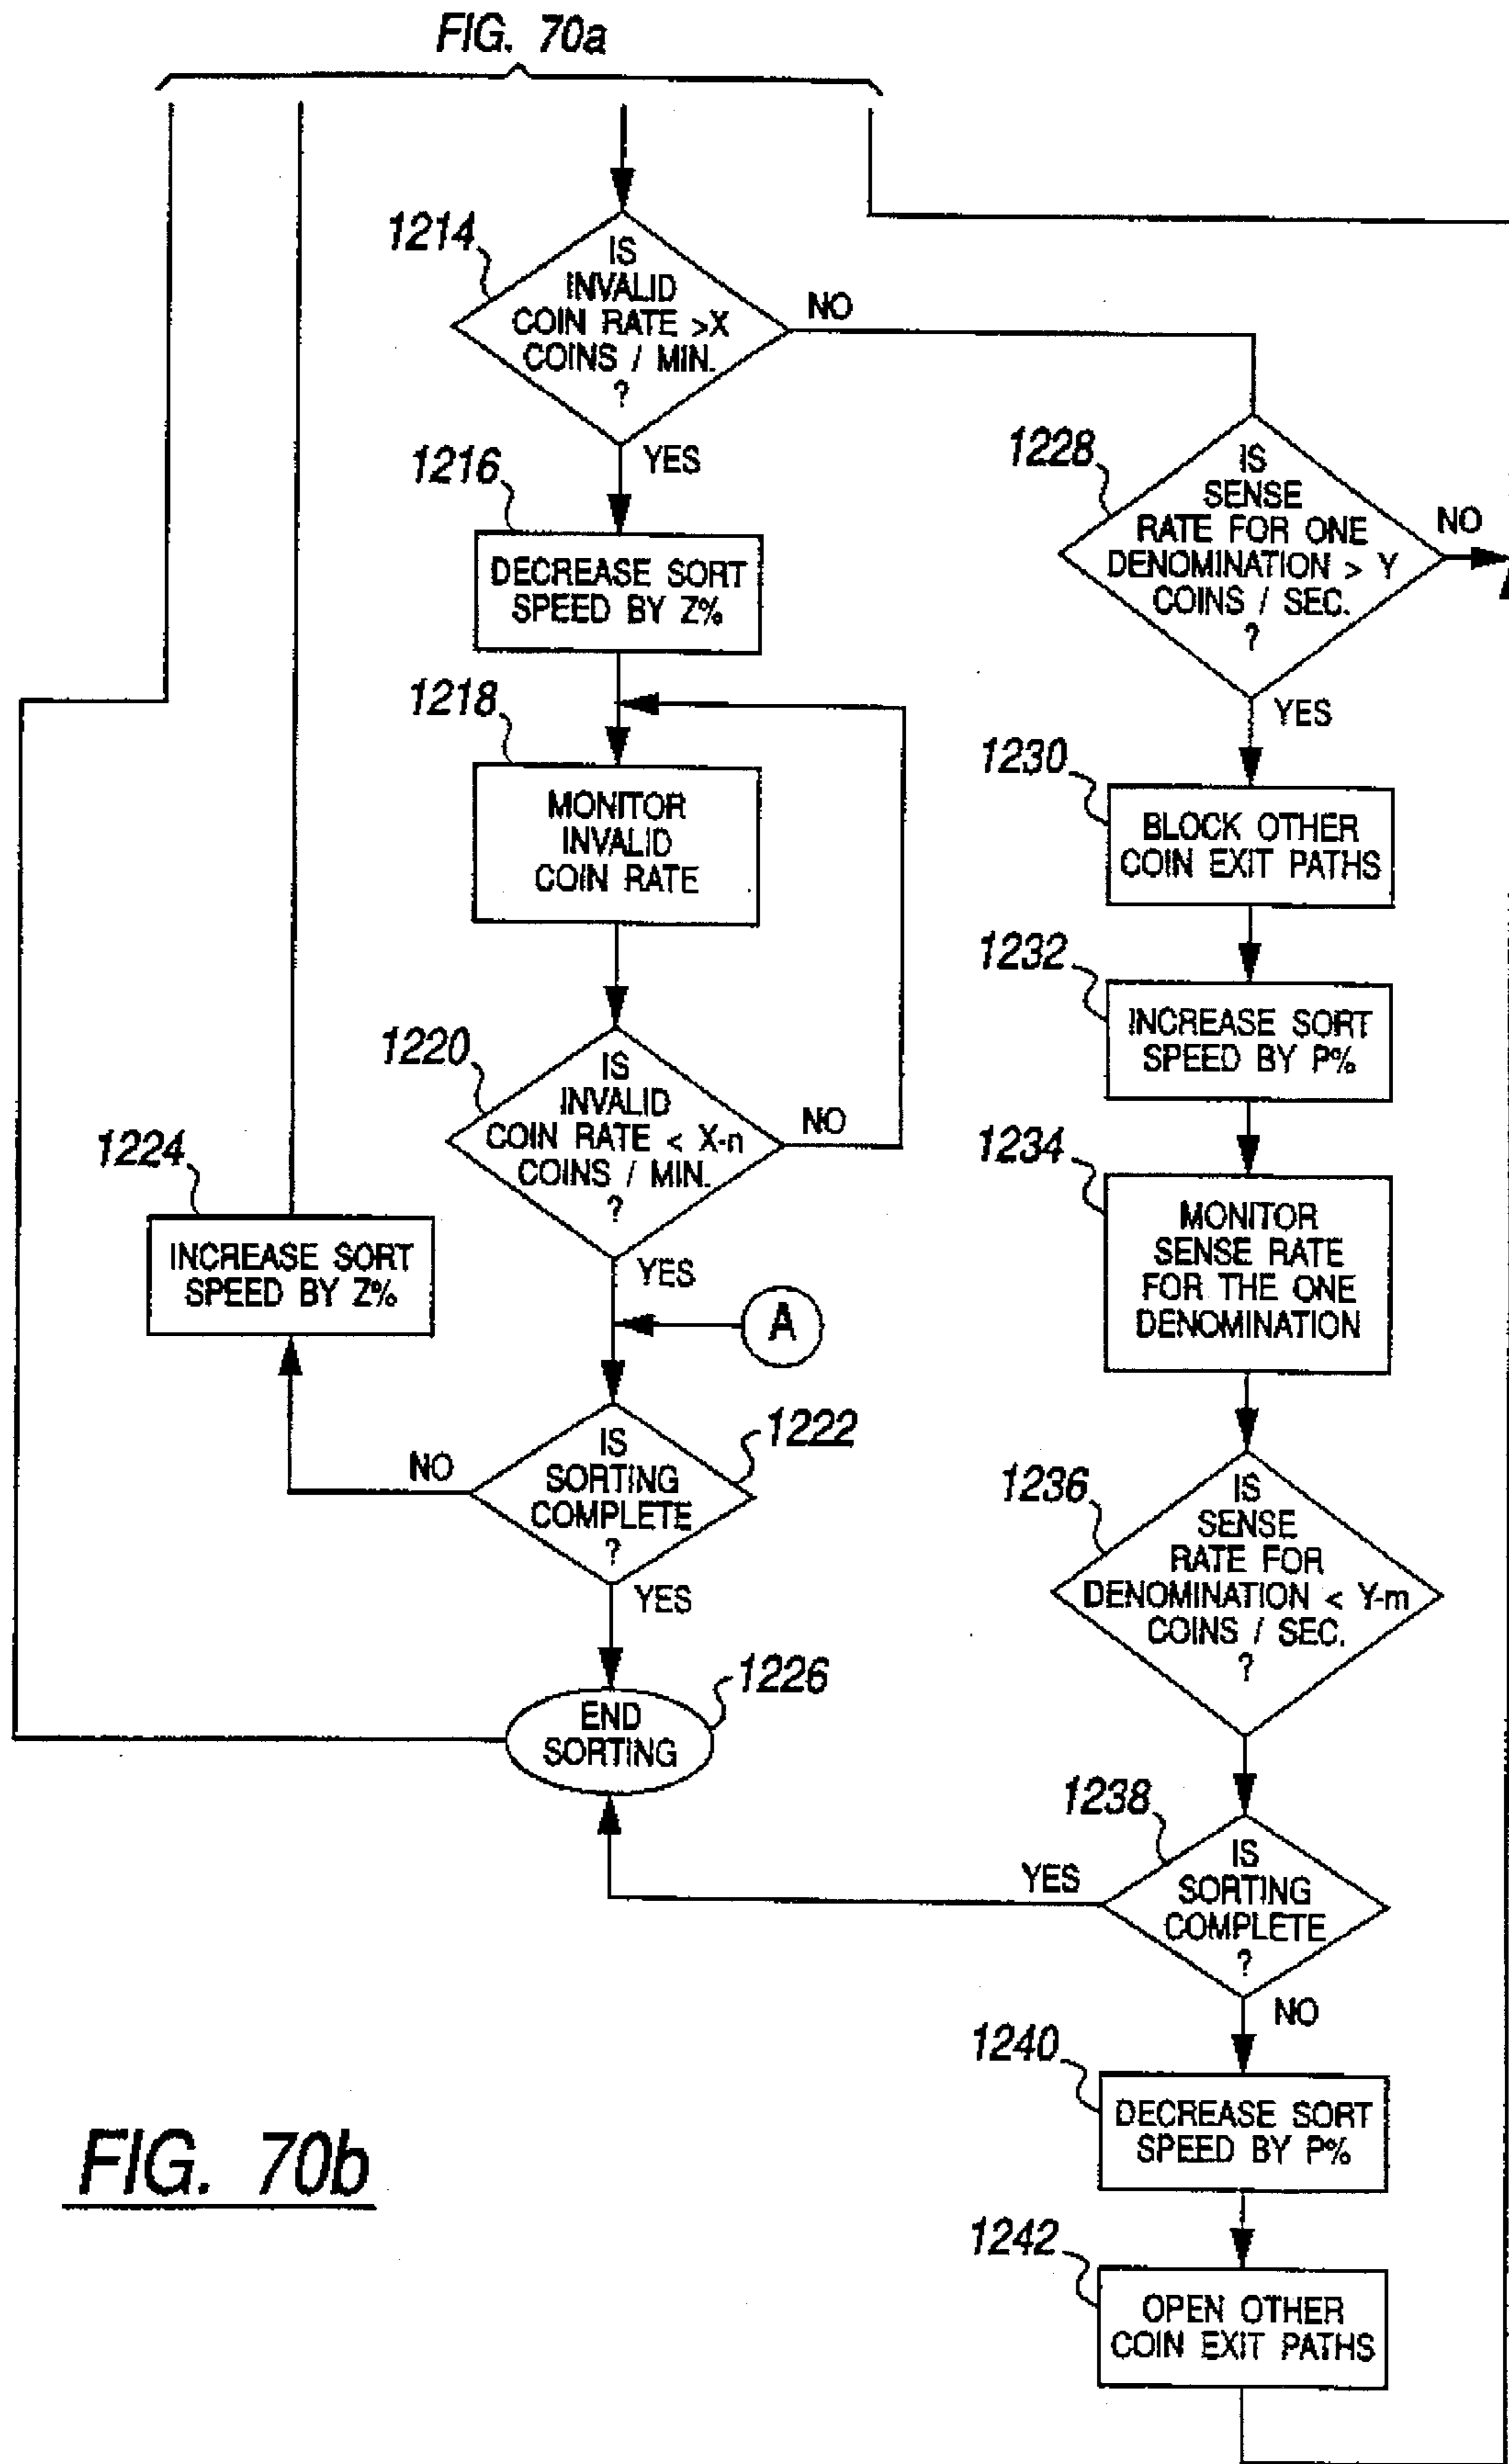 FIG. 70a
1214
IS
INVALID
COIN RATE >X
COINS / MIN.
?
NO
YES
1216
DECREASE SORT
SPEED BY Z%
1218
MONITOR
INVALID
COIN RATE
1220
IS
INVALID
COIN RATE < X-n
COINS / MIN.
?
NO
YES
A
1224
INCREASE SORT
SPEED BY Z%
1222
IS
SORTING
COMPLETE
?
NO
YES
1226
END
SORTING
1228
IS
SENSE
RATE FOR ONE
DENOMINATION > Y
COINS / SEC.
?
NO
YES
1230
BLOCK OTHER
COIN EXIT PATHS
1232
INCREASE SORT
SPEED BY P%
1234
MONITOR
SENSE RATE
FOR THE ONE
DENOMINATION
1236
IS
SENSE
RATE FOR
DENOMINATION < Y-m
COINS / SEC.
?
1238
IS
SORTING
COMPLETE
?
YES
NO
1240
DECREASE SORT
SPEED BY P%
1242
OPEN OTHER
COIN EXIT PATHS
FIG. 70b